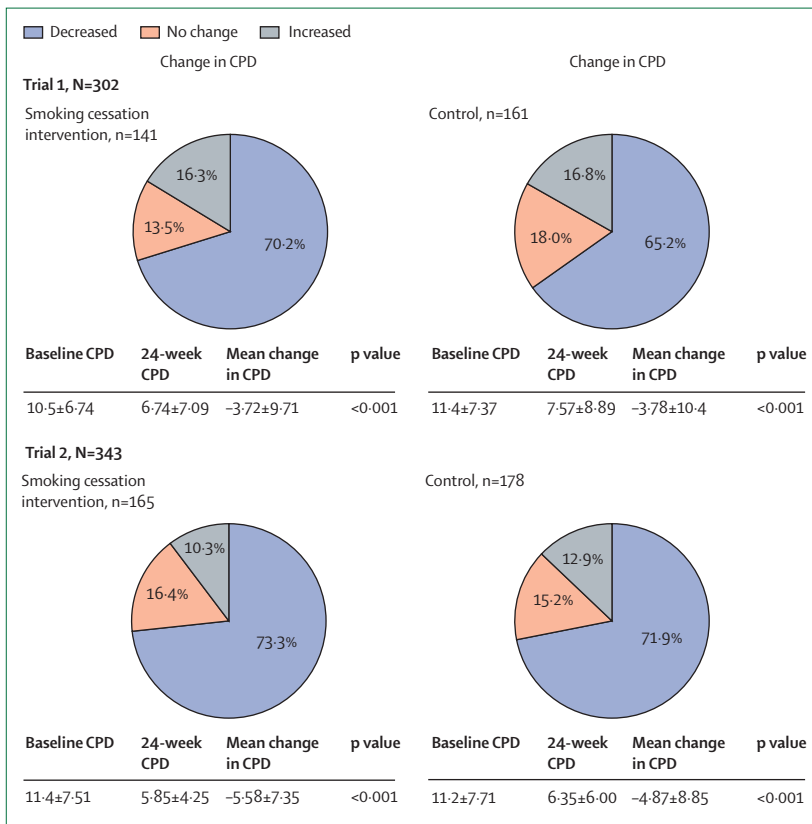 Decreased No change Increased
Change in CPD Change in CPD
Trial 1, N=302
Smoking cessation
intervention, n=141
Control, n=161
16·3%
13·5%
70·2%
16·8%
18·0%
65·2%
Baseline CPD 24-week CPD Mean change in CPD p value
10·5±6·74 6·74±7·09 –3·72±9·71 <0·001
Baseline CPD 24-week CPD Mean change in CPD p value
11·4±7·37 7·57±8·89 –3·78±10·4 <0·001
Trial 2, N=343
Smoking cessation
intervention, n=165
Control, n=178
10·3%
16·4%
73·3%
12·9%
15·2%
71·9%
Baseline CPD 24-week CPD Mean change in CPD p value
11·4±7·51 5·85±4·25 –5·58±7·35 <0·001
Baseline CPD 24-week CPD Mean change in CPD p value
11·2±7·71 6·35±6·00 –4·87±8·85 <0·001